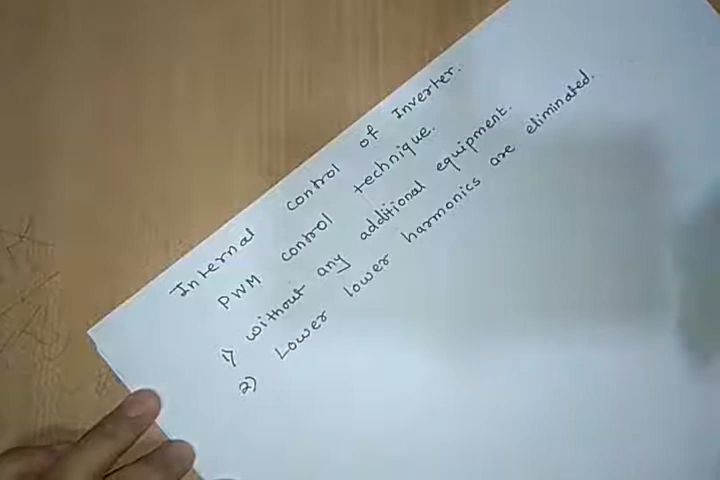 Internal control of Inverter.
PWM control technique.
1) without any additional equipment.
2) Lower lower harmonics are eliminated.